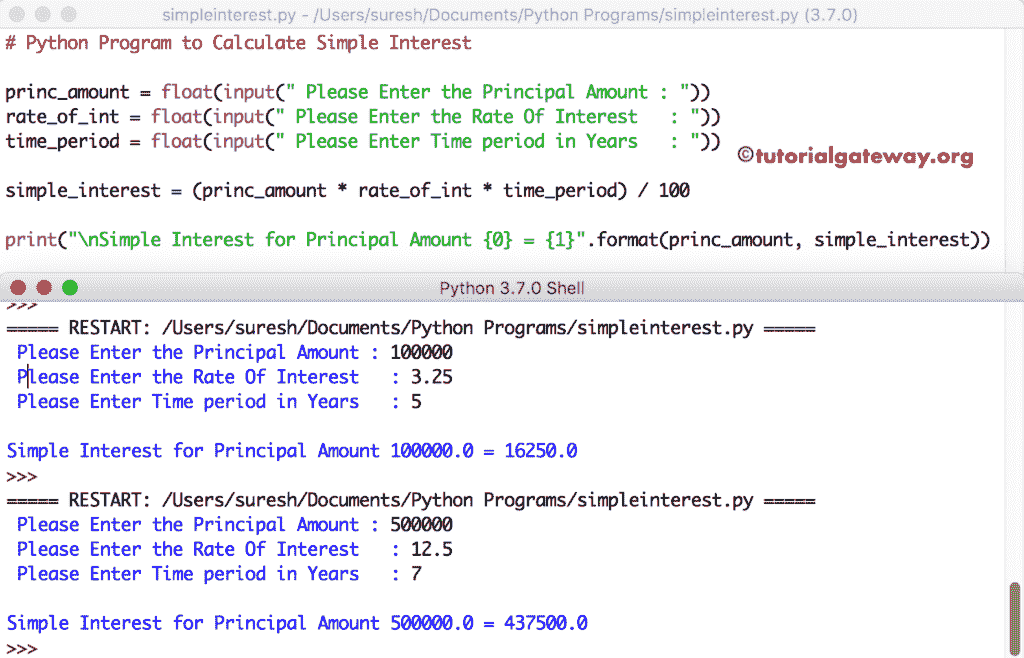 simpleinterest.py - /Users/suresh/Documents/Python Programs/simpleinterest.py (3.7.0)
# Python Program to Calculate Simple Interest
princ_amount = float(input(" Please Enter the Principal Amount : "))
rate_of_int = float(input(" Please Enter the Rate Of Interest   : "))
time_period = float(input(" Please Enter Time period in Years   : "))
©tutorialgateway.org
simple_interest = (princ_amount * rate_of_int * time_period) / 100
print("\nSimple Interest for Principal Amount {0} = {1}".format(princ_amount, simple_interest))
Python 3.7.0 Shell
>>>
===== RESTART: /Users/suresh/Documents/Python Programs/simpleinterest.py =====
Please Enter the Principal Amount : 100000
Please Enter the Rate Of Interest   : 3.25
Please Enter Time period in Years   : 5
Simple Interest for Principal Amount 100000.0 = 16250.0
>>>
===== RESTART: /Users/suresh/Documents/Python Programs/simpleinterest.py =====
Please Enter the Principal Amount : 500000
Please Enter the Rate Of Interest   : 12.5
Please Enter Time period in Years   : 7
Simple Interest for Principal Amount 500000.0 = 437500.0
>>>